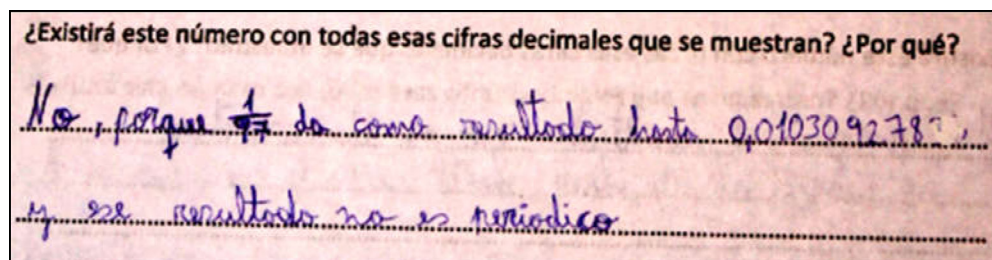 ¿Existirá este número con todas esas cifras decimales que se muestran? ¿Por qué?
No, porque 1/97 da como resultado hasta 0,0103092783
y ese resultado no es periodico